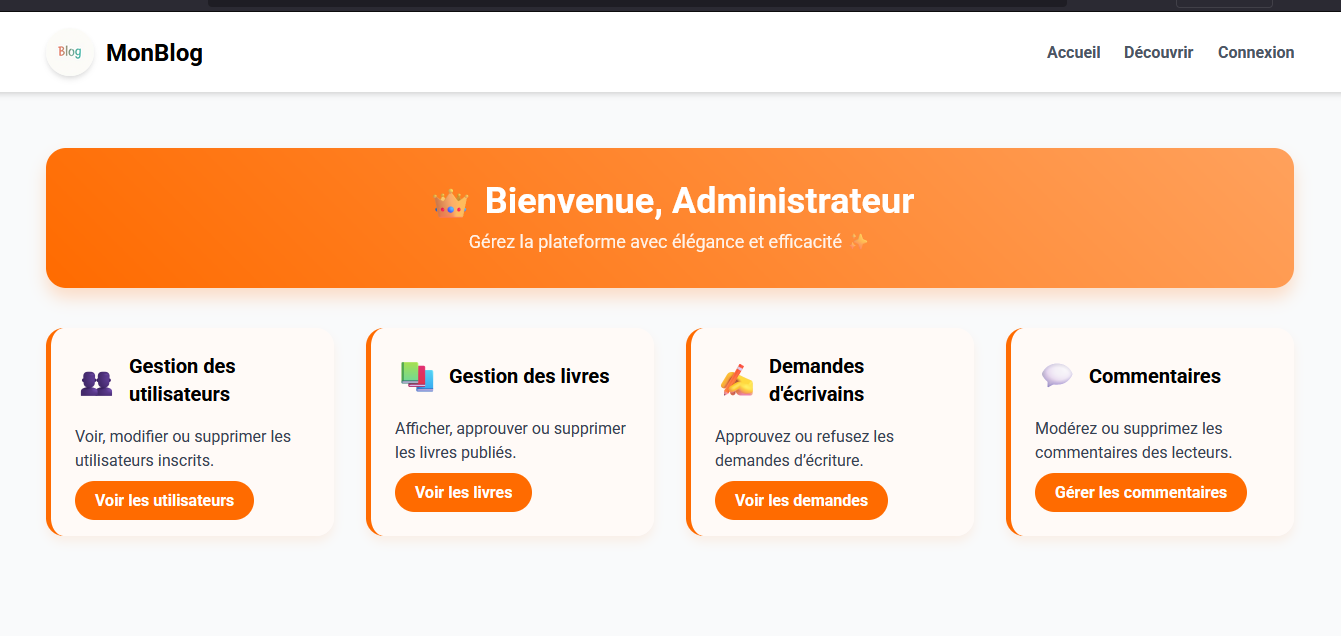 Blog
MonBlog
Accueil
Découvrir
Connexion
Bienvenue, Administrateur
Gérez la plateforme avec élégance et efficacité
Gestion des
utilisateurs
Voir, modifier ou supprimer les
utilisateurs inscrits.
Voir les utilisateurs
Gestion des livres
Afficher, approuver ou supprimer
les livres publiés.
Voir les livres
Demandes
d'écrivains
Approuvez ou refusez les
demandes d’écriture.
Voir les demandes
Commentaires
Modérez ou supprimez les
commentaires des lecteurs.
Gérer les commentaires